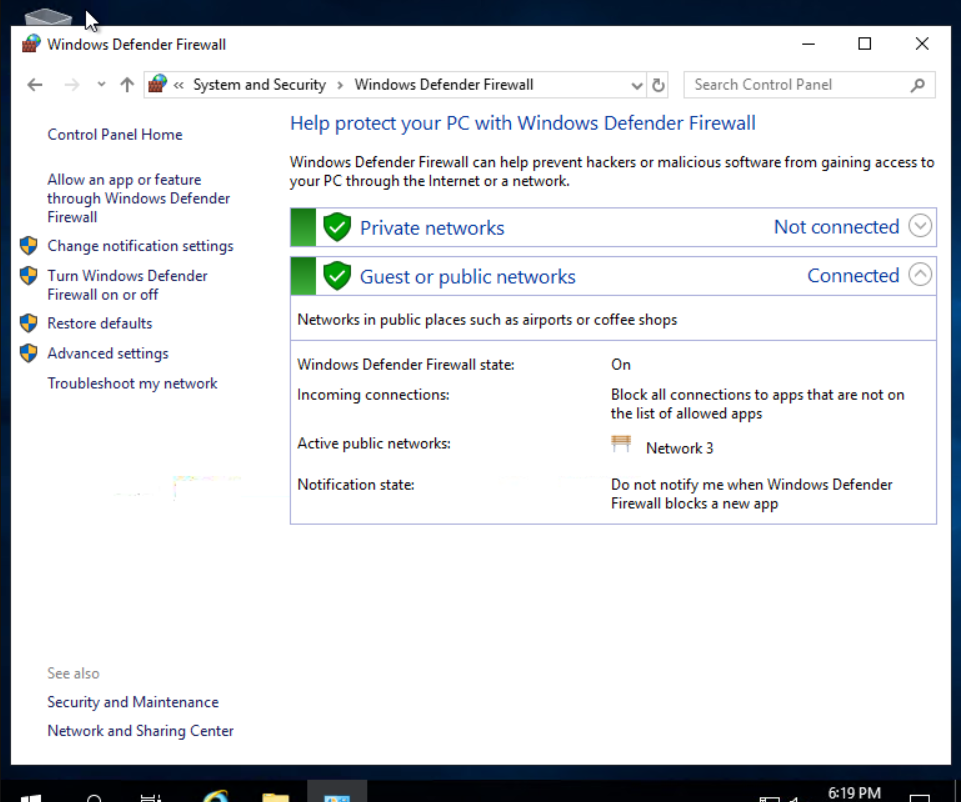 Windows Defender Firewall
« System and Security › Windows Defender Firewall
Search Control Panel
Control Panel Home
Allow an app or feature
through Windows Defender
Firewall
Change notification settings
Turn Windows Defender
Firewall on or off
Restore defaults
Advanced settings
Troubleshoot my network
Help protect your PC with Windows Defender Firewall
Windows Defender Firewall can help prevent hackers or malicious software from gaining access to
your PC through the Internet or a network.
Private networks Not connected
Guest or public networks Connected
Networks in public places such as airports or coffee shops
Windows Defender Firewall state: On
Incoming connections: Block all connections to apps that are not on
the list of allowed apps
Active public networks: Network 3
Notification state: Do not notify me when Windows Defender
Firewall blocks a new app
See also
Security and Maintenance
Network and Sharing Center
6:19 PM